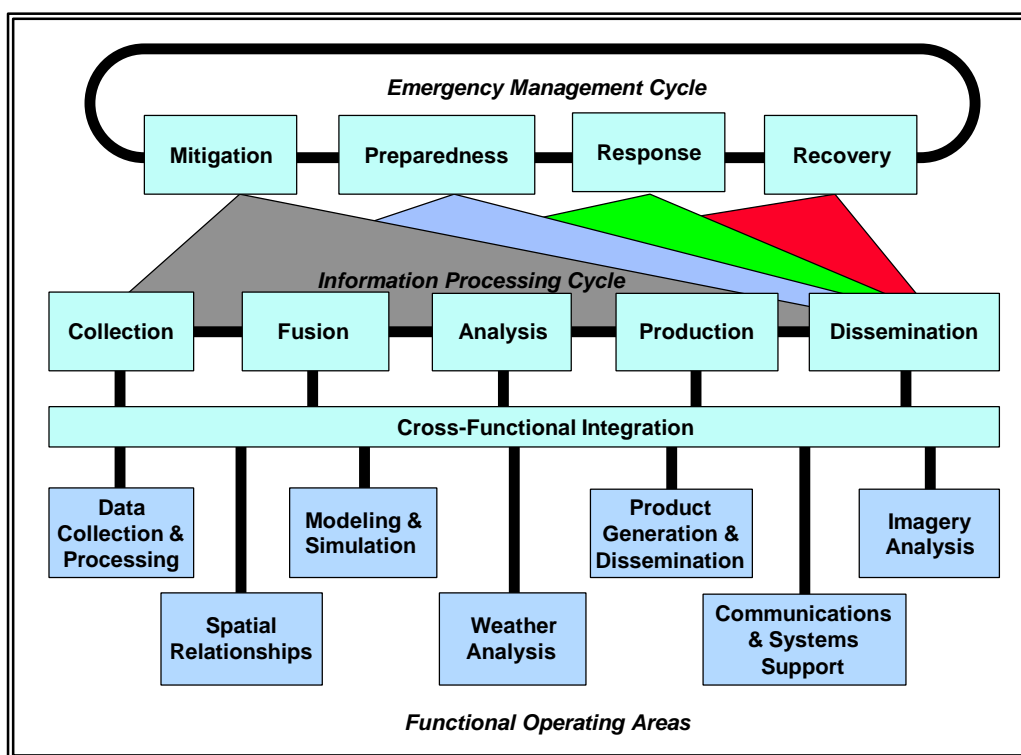 Emergency Management Cycle
Mitigation
Preparedness
Response
Recovery
Information Processing Cycle
Collection
Fusion
Analysis
Production
Dissemination
Cross-Functional Integration
Data
Collection &
Processing
Modeling &
Simulation
Product
Generation &
Dissemination
Imagery
Analysis
Spatial
Relationships
Weather
Analysis
Communications
& Systems
Support
Functional Operating Areas